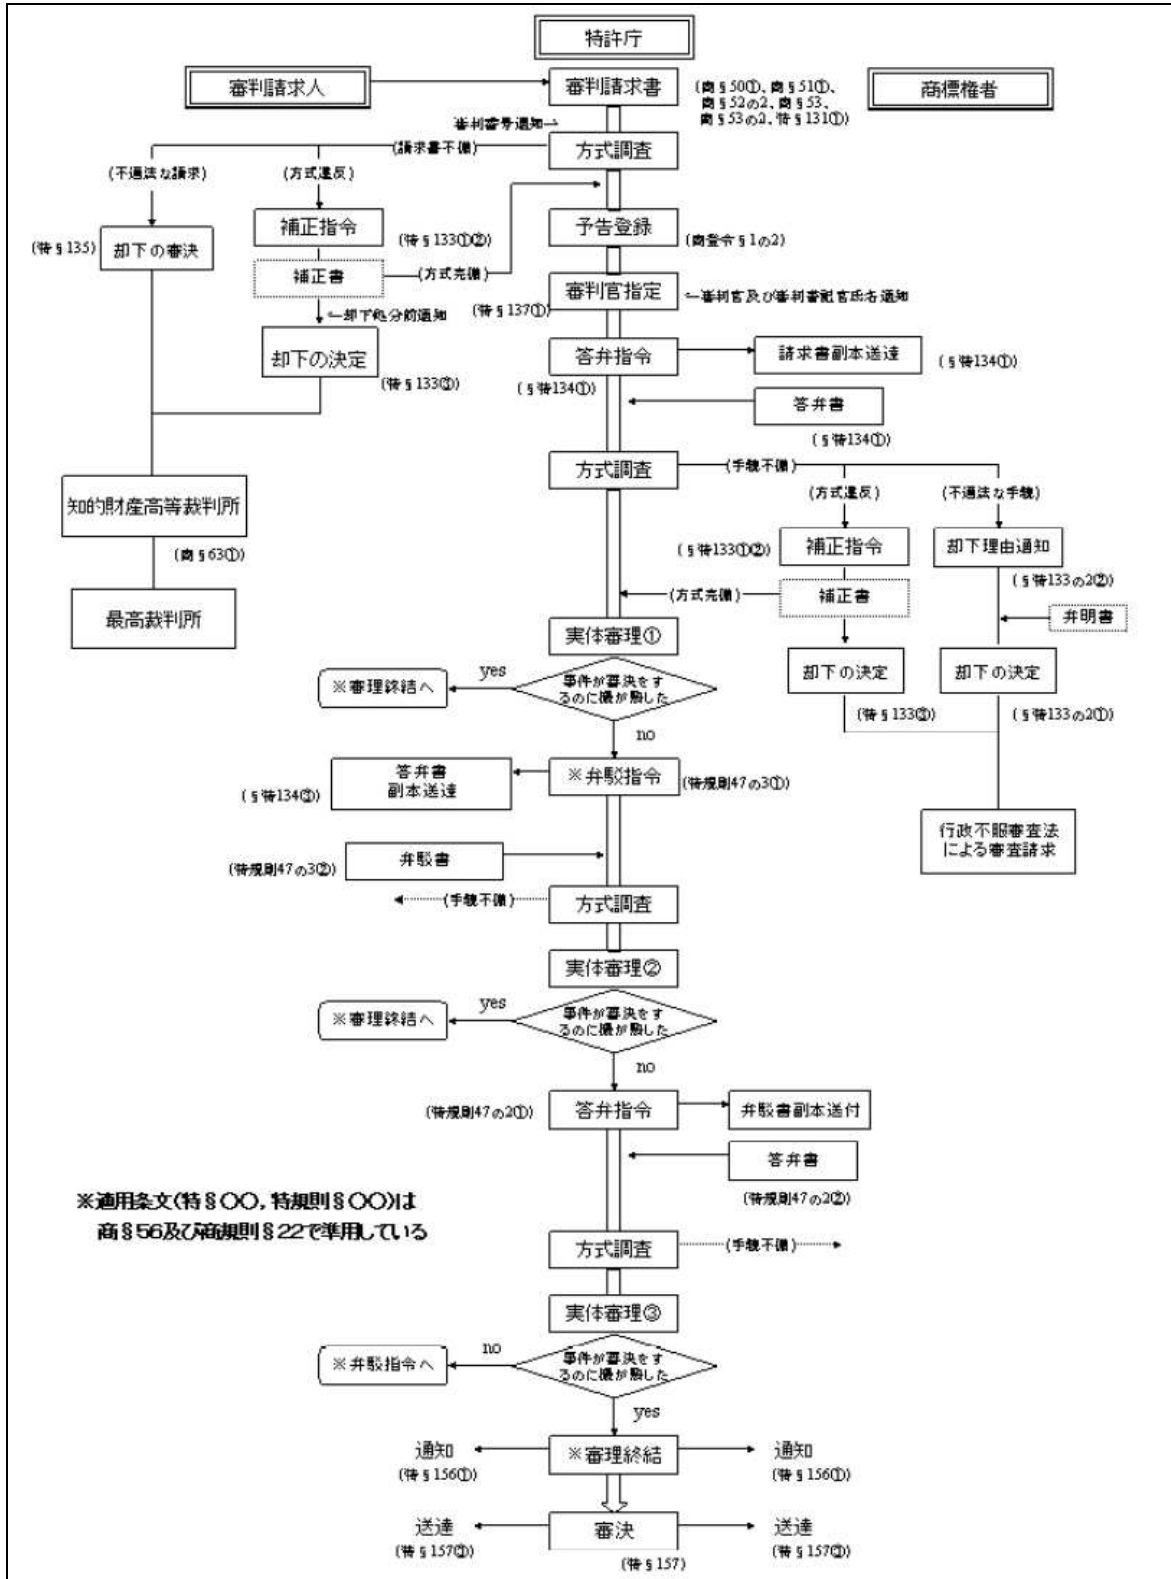 特許庁
審判請求人
審判請求書
(商§50①、商§51①、
商§52の2、商§53、
商§53の2、特§131①)
商標権者
審判番号通知
方式調査
(請求書不備)
(不適法な請求)
(方式違反)
却下の審決
(特§135)
補正指令
(特§133①②)
補正書
(方式完備)
却下処分前通知
却下の決定
(特§133③)
予告登録
(商登令§1の2)
審判官指定
(特§137①)
審判官及び審判書記官氏名通知
答弁指令
(§特134①)
請求書副本送達
(§特134①)
答弁書
(§特134①)
知的財産高等裁判所
(商§63①)
最高裁判所
方式調査
(手続不備)
(方式違反)
(不適法な手続)
補正指令
(§特133①②)
補正書
(方式完備)
却下理由通知
(§特133の2②)
弁明書
却下の決定
(特§133③)
却下の決定
(§特133の2①)
行政不服審査法
による審査請求
実体審理①
事件が審決をす
るのに機が熟した
yes
※審理終結へ
no
※弁駁指令
(特規則47の3①)
答弁書
副本送達
(§特134③)
弁駁書
(特規則47の3②)
方式調査
(手続不備)
実体審理②
事件が審決をす
るのに機が熟した
yes
※審理終結へ
no
答弁指令
(特規則47の2①)
弁駁書副本送付
答弁書
(特規則47の2②)
※適用条文(特§〇〇,特規則§〇〇)は
商§56及び商規則§22で準用している
方式調査
(手続不備)
実体審理③
事件が審決をす
るのに機が熟した
no
※弁駁指令へ
yes
※審理終結
通知
(特§156①)
通知
(特§156①)
審決
(特§157)
送達
(特§157③)
送達
(特§157③)